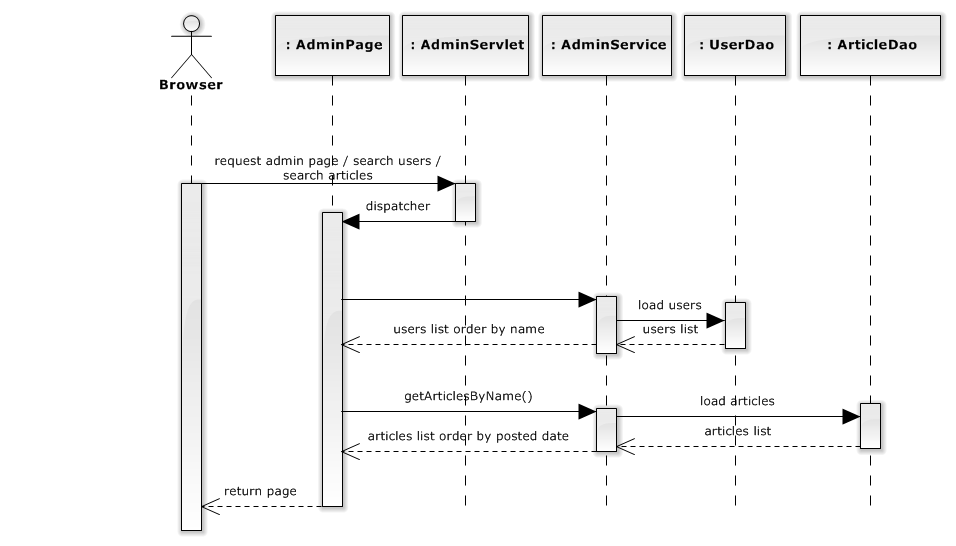 : AdminPage
: AdminServlet
: AdminService
: UserDao
: ArticleDao
Browser
request admin page / search users /
search articles
dispatcher
load users
users list order by name
users list
getArticlesByName()
load articles
articles list order by posted date
articles list
return page